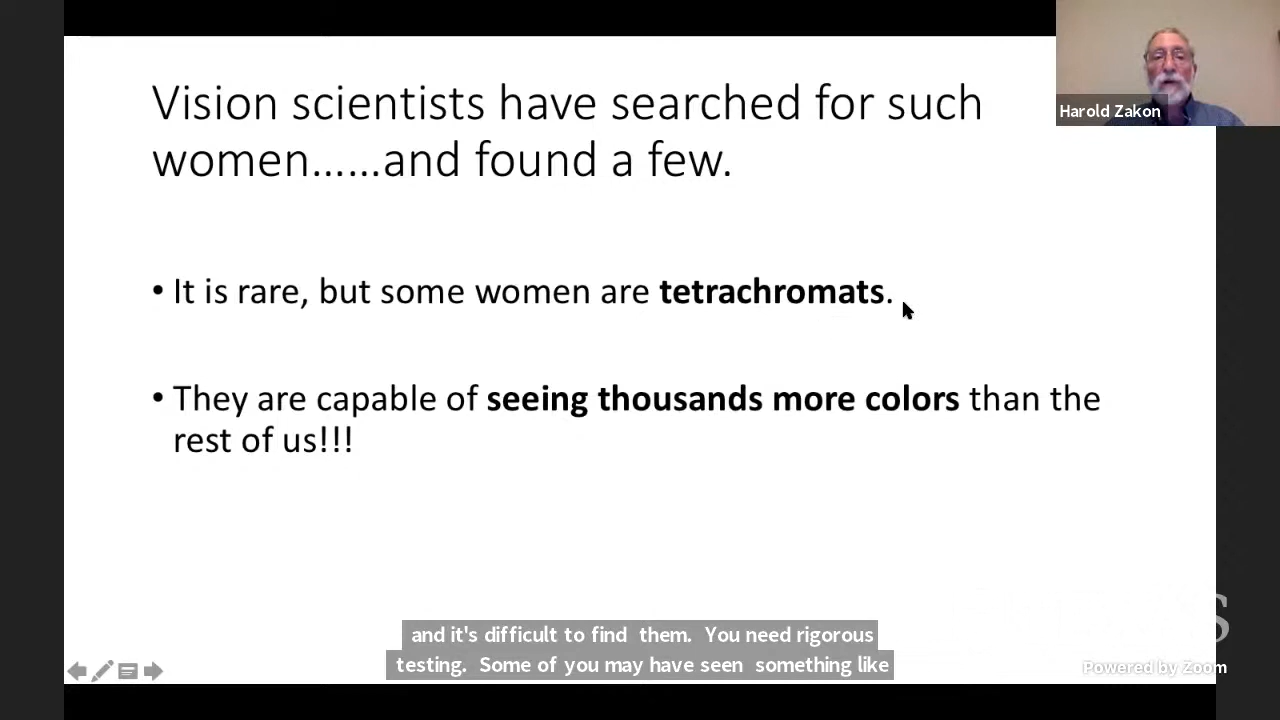 Vision scientists have searched for such
women……and found a few.
Harold Zakon
• It is rare, but some women are tetrachromats.
• They are capable of seeing thousands more colors than the
rest of us!!!
and it's difficult to find them. You need rigorous
testing. Some of you may have seen something like
Powered by Zoom